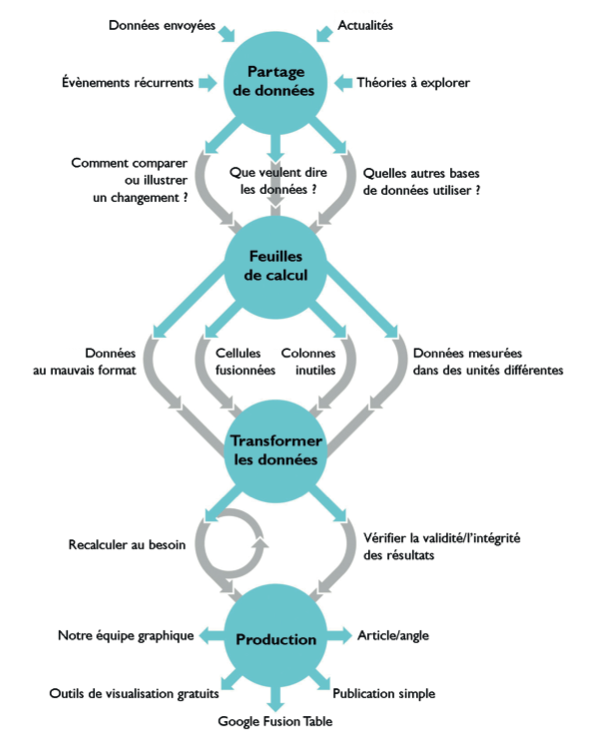 Données envoyées
Actualités
Évènements récurrents
Partage
de données
Théories à explorer
Comment comparer
ou illustrer
un changement ?
Que veulent dire
les données ?
Quelles autres bases
de données utiliser ?
Feuilles
de calcul
Données
au mauvais format
Cellules
fusionnées
Colonnes
inutiles
Données mesurées
dans des unités différentes
Transformer
les données
Recalculer au besoin
Vérifier la validité/l'intégrité
des résultats
Notre équipe graphique
Production
Article/angle
Outils de visualisation gratuits
Publication simple
Google Fusion Table